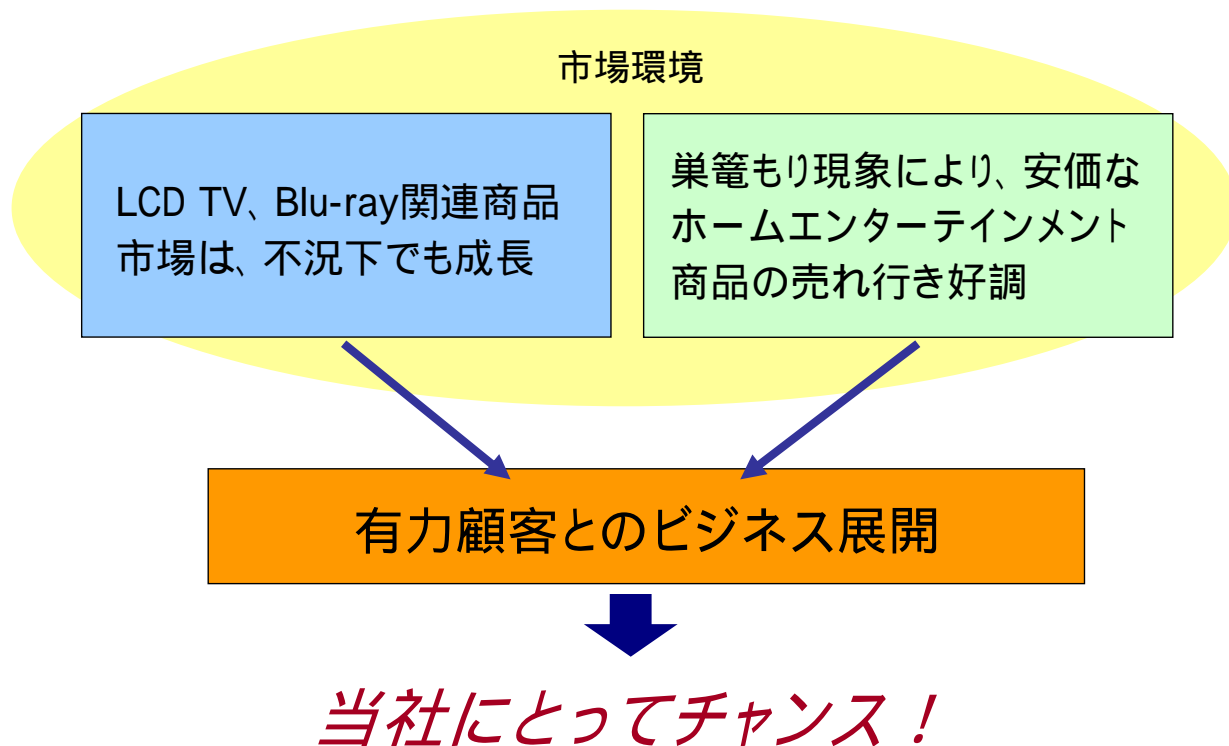 市場環境
LCD TV、Blu-ray関連商品
市場は、不況下でも成長
巣篭もり現象により、安価な
ホームエンターテインメント
商品の売れ行き好調
有力顧客とのビジネス展開
当社にとってチャンス！